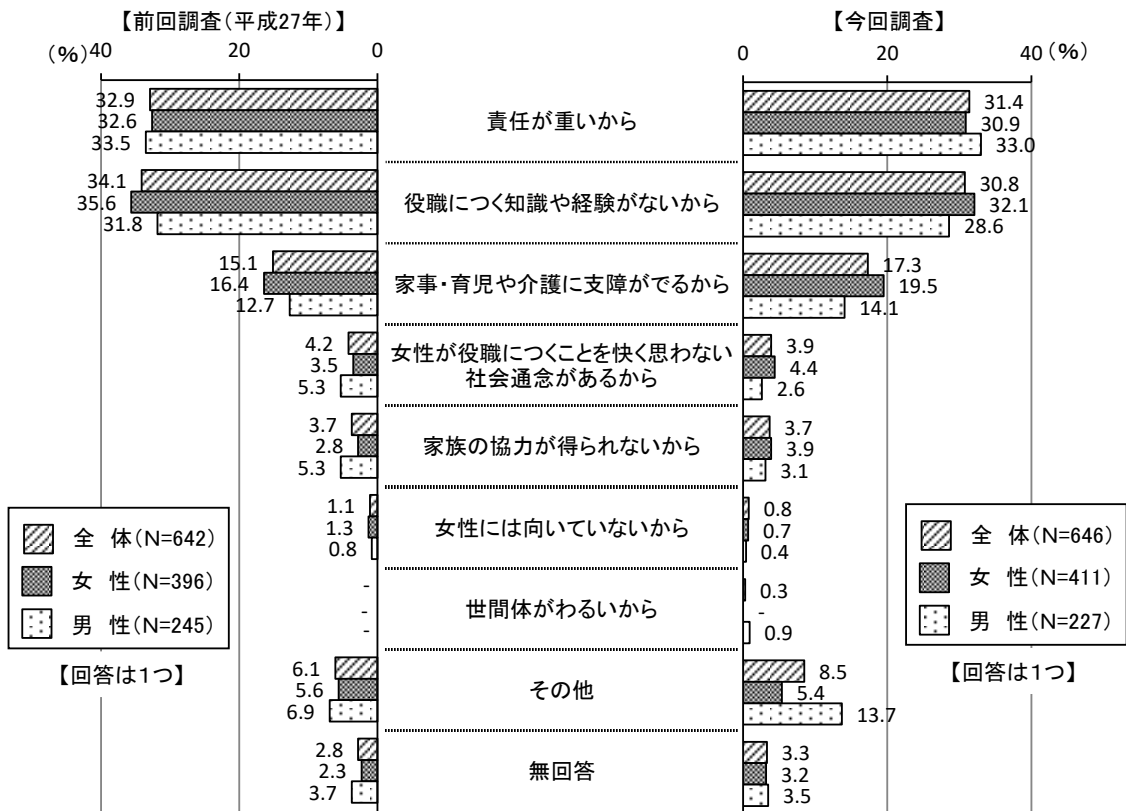 【前回調査(平成27年)】
【今回調査】
(%) 40 20 0
0 20 40 (%)
32.9
32.6
33.5
責任が重いから
31.4
30.9
33.0
34.1
35.6
31.8
役職につく知識や経験がないから
30.8
32.1
28.6
15.1
16.4
12.7
家事・育児や介護に支障がでるから
17.3
19.5
14.1
4.2
3.5
5.3
女性が役職につくことを快く思わない
社会通念があるから
3.9
4.4
2.6
3.7
2.8
5.3
家族の協力が得られないから
3.7
3.9
3.1
1.1
1.3
0.8
女性には向いていないから
0.8
0.7
0.4
-
-
-
世間体がわるいから
0.3
-
0.9
6.1
5.6
6.9
その他
8.5
5.4
13.7
2.8
2.3
3.7
無回答
3.3
3.2
3.5
全 体(N=642)
女 性(N=396)
男 性(N=245)
【回答は1つ】
全 体(N=646)
女 性(N=411)
男 性(N=227)
【回答は1つ】